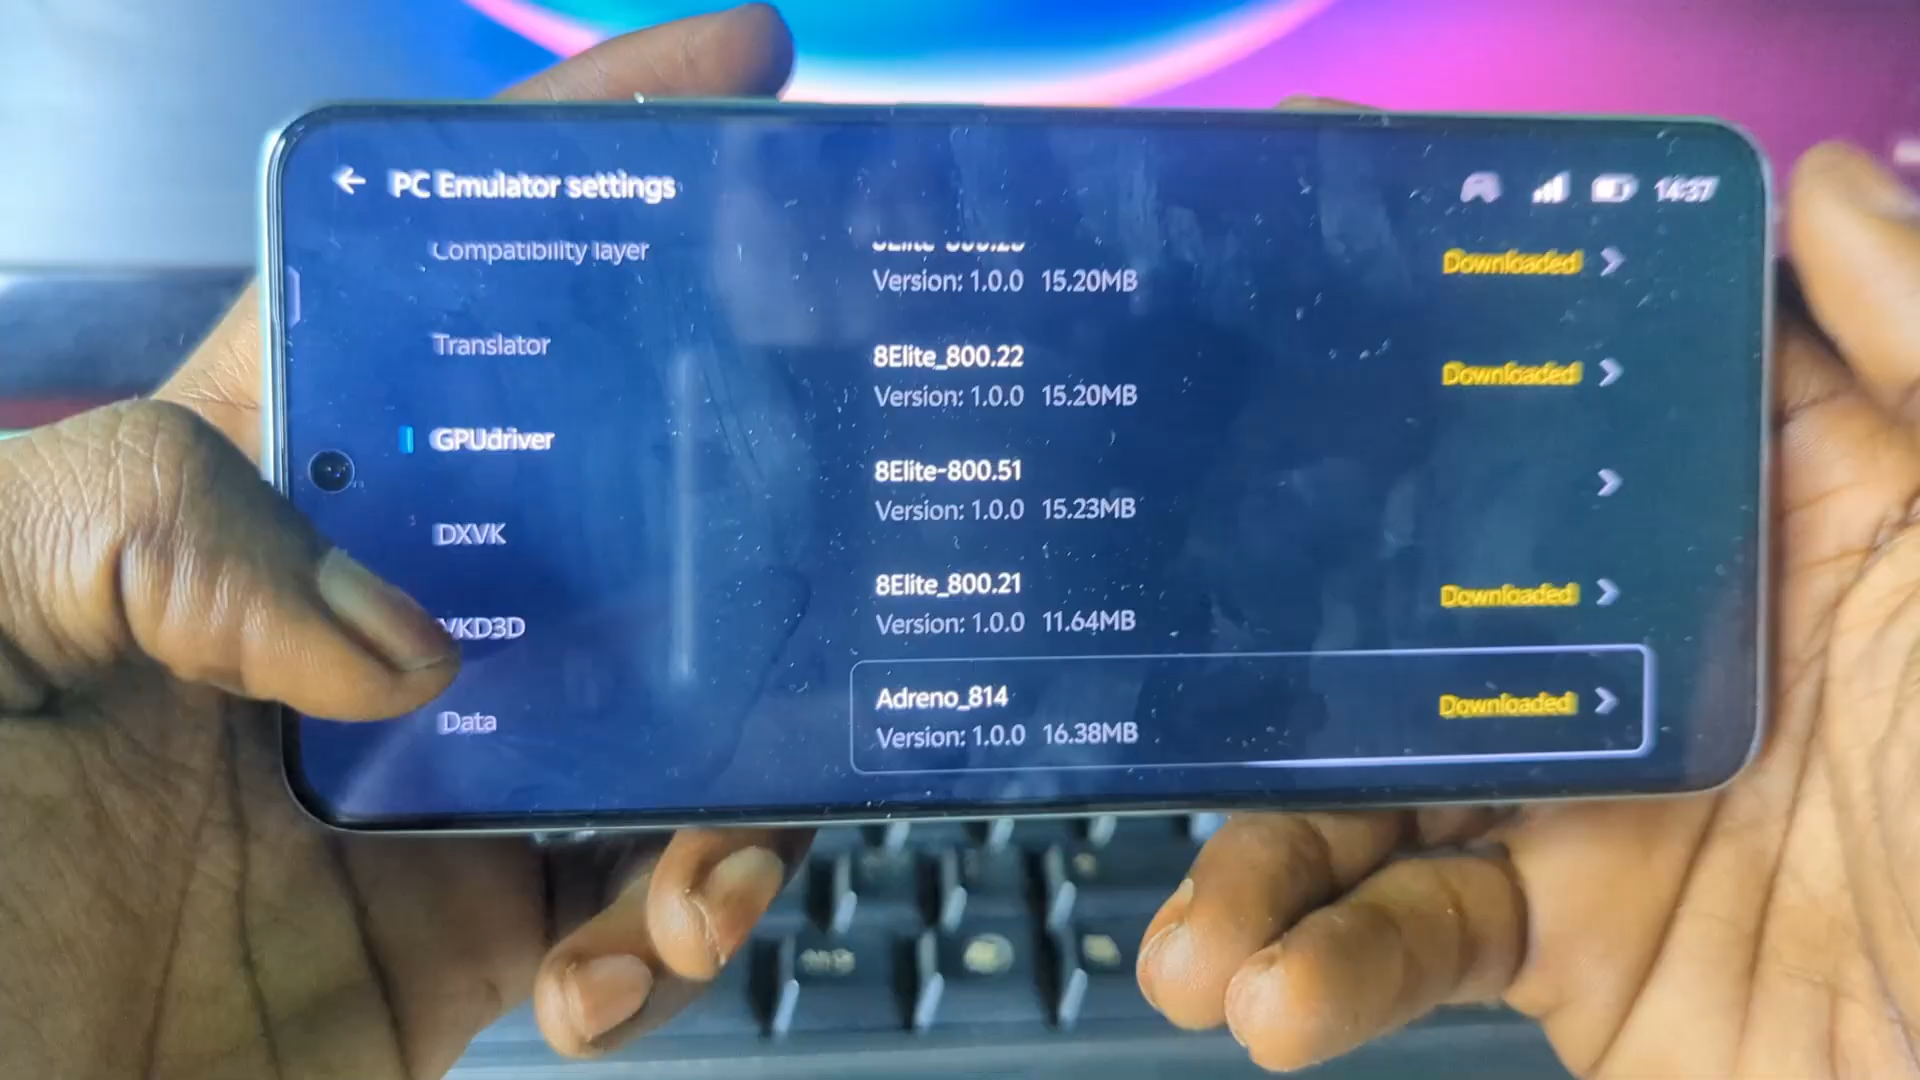 PC Emulator settings
14:37
Compatibility layer
Translator
GPUdriver
DXVK
VKD3D
Data
Version: 1.0.0 15.20MB
Downloaded
8Elite_800.22
Version: 1.0.0 15.20MB
Downloaded
8Elite-800.51
Version: 1.0.0 15.23MB
8Elite_800.21
Version: 1.0.0 11.64MB
Downloaded
Adreno_814
Version: 1.0.0 16.38MB
Downloaded